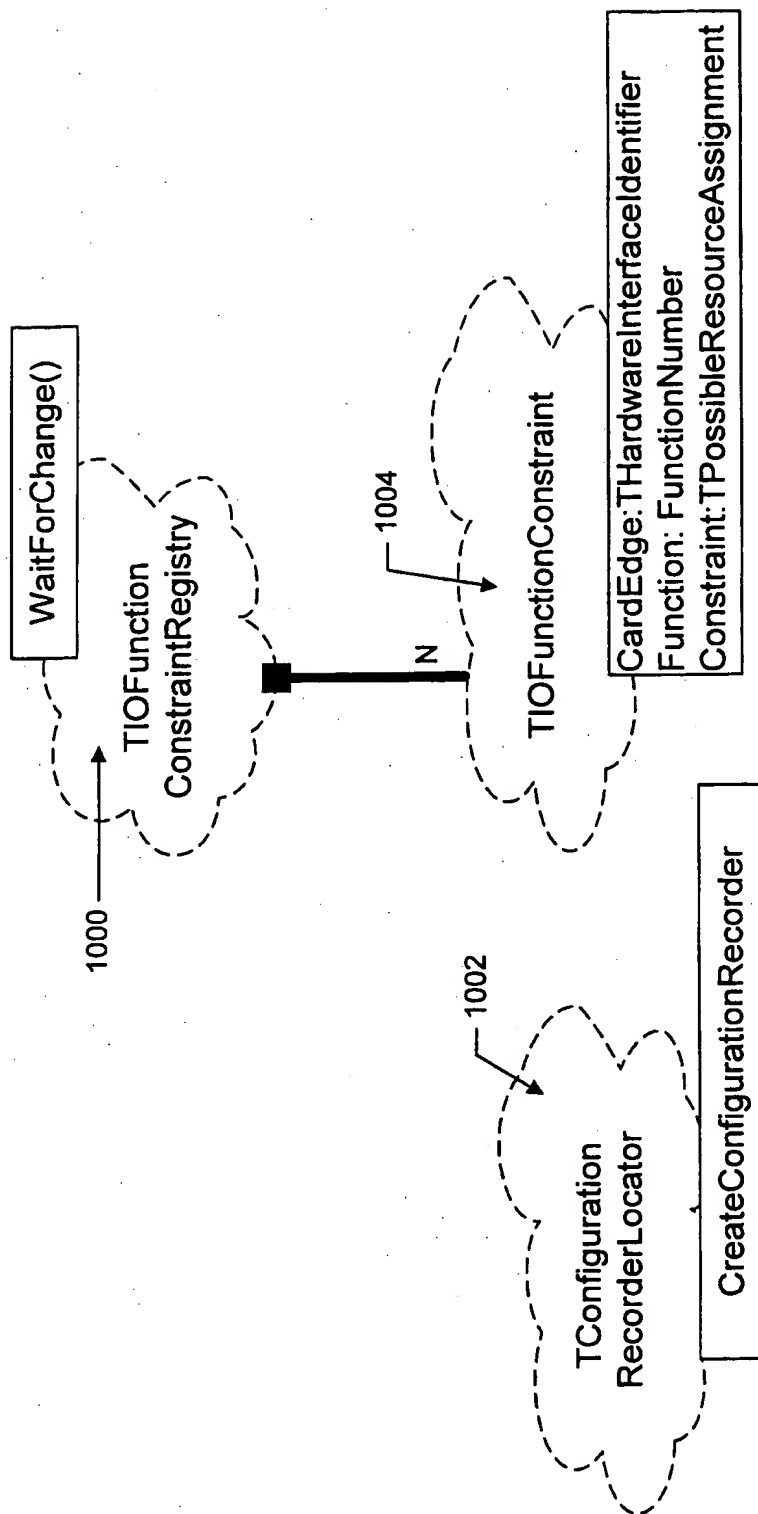 WaitForChange()
1000
TIOFunction
ConstraintRegistry
N
1004
TIOFunctionConstraint
CardEdge:THardwareInterfaceIdentifier
Function: FunctionNumber
Constraint:TPossibleResourceAssignment
1002
TConfiguration
RecorderLocator
CreateConfigurationRecorder